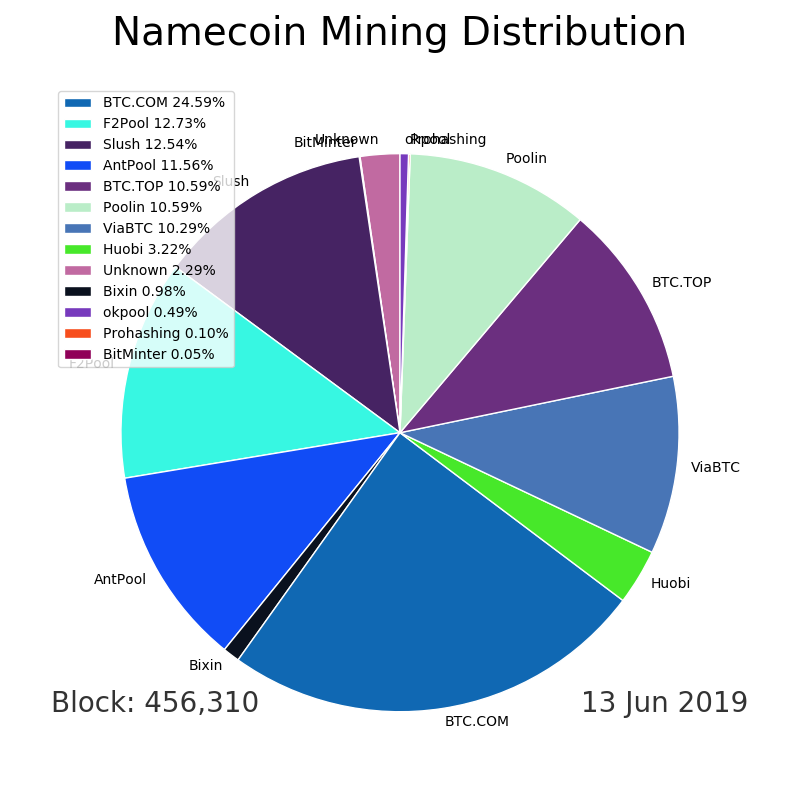 Namecoin Mining Distribution
BTC.COM 24.59%
F2Pool 12.73%
Slush 12.54%
AntPool 11.56%
BTC.TOP 10.59%
Poolin 10.59%
ViaBTC 10.29%
Huobi 3.22%
Unknown 2.29%
Bixin 0.98%
okpool 0.49%
Prohashing 0.10%
BitMinter 0.05%
BitMinter
Unknown
okpool
Prohashing
Poolin
Slush
BTC.TOP
F2Pool
ViaBTC
AntPool
Huobi
Bixin
BTC.COM
Block: 456,310
13 Jun 2019